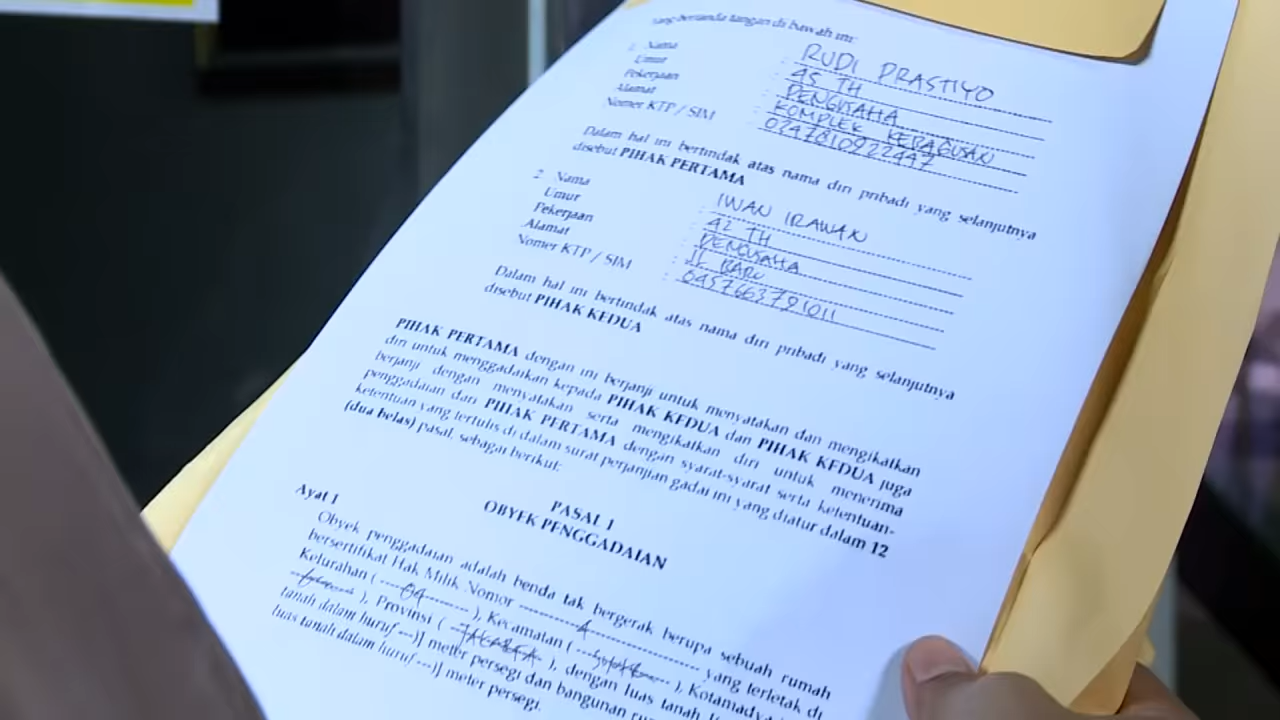 Yang bertanda tangan di bawah ini:
1. Nama : RUDI PRASTIYO
Umur : 45 TH
Pekerjaan : PENGUSAHA
Alamat : KOMPLEK KEBAGUSAN
Nomer KTP / SIM : 0247810922447
Dalam hal ini bertindak atas nama diri pribadi yang selanjutnya
disebut PIHAK PERTAMA
2. Nama : IWAN IRAWAN
Umur : 42 TH
Pekerjaan : PENGUSAHA
Alamat : JL BARU
Nomer KTP / SIM : 0457663791011
Dalam hal ini bertindak atas nama diri pribadi yang selanjutnya
disebut PIHAK KEDUA
PIHAK PERTAMA dengan ini berjanji untuk menyatakan dan mengikatkan
diri untuk menggadaikan kepada PIHAK KEDUA dan PIHAK KEDUA juga
berjanji dengan menyatakan serta mengikatkan diri untuk menerima
penggadaian dari PIHAK PERTAMA dengan syarat-syarat serta ketentuan-
ketentuan yang tertulis di dalam surat perjanjian gadai ini yang diatur dalam 12
(dua belas) pasal, sebagai berikut:
PASAL 1
OBYEK PENGGADAIAN
Ayat 1
Obyek penggadaian adalah benda tak bergerak berupa sebuah rumah
bersertifikat Hak Milik Nomor ---- 4 ---- yang terletak di
Kelurahan ( ---- 04 ---- ), Kecamatan ( ---- ---- ), Kotamadya
( ---- ---- ), Provinsi ( -- JAKARTA -- ), dengan luas tanah
tanah dalam huruf ---)] meter persegi dan bangunan
luas tanah dalam huruf ---)] meter persegi.